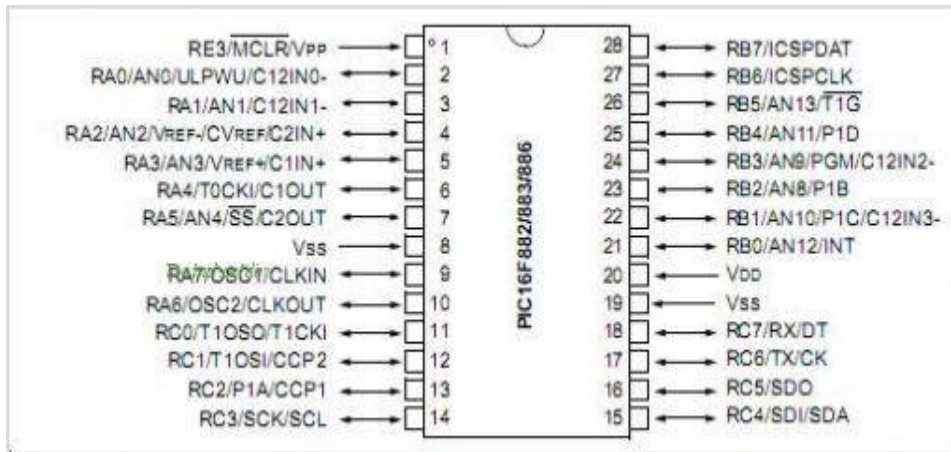 RE3/MCLR/VPP 1 28 RB7/ICSPDAT
RA0/AN0/ULPWU/C12IN0- 2 27 RB6/ICSPCLK
RA1/AN1/C12IN1- 3 26 RB5/AN13/T1G
RA2/AN2/VREF-/CVREF/C2IN+ 4 25 RB4/AN11/P1D
RA3/AN3/VREF+/C1IN+ 5 24 RB3/AN9/PGM/C12IN2-
RA4/T0CKI/C1OUT 6 23 RB2/AN8/P1B
RA5/AN4/SS/C2OUT 7 22 RB1/AN10/P1C/C12IN3-
VSS 8 21 RB0/AN12/INT
RA7/OSC1/CLKIN 9 20 VDD
RA6/OSC2/CLKOUT 10 19 VSS
RC0/T1OSO/T1CKI 11 18 RC7/RX/DT
RC1/T1OSI/CCP2 12 17 RC6/TX/CK
RC2/P1A/CCP1 13 16 RC5/SDO
RC3/SCK/SCL 14 15 RC4/SDI/SDA
PIC16F882/883/886